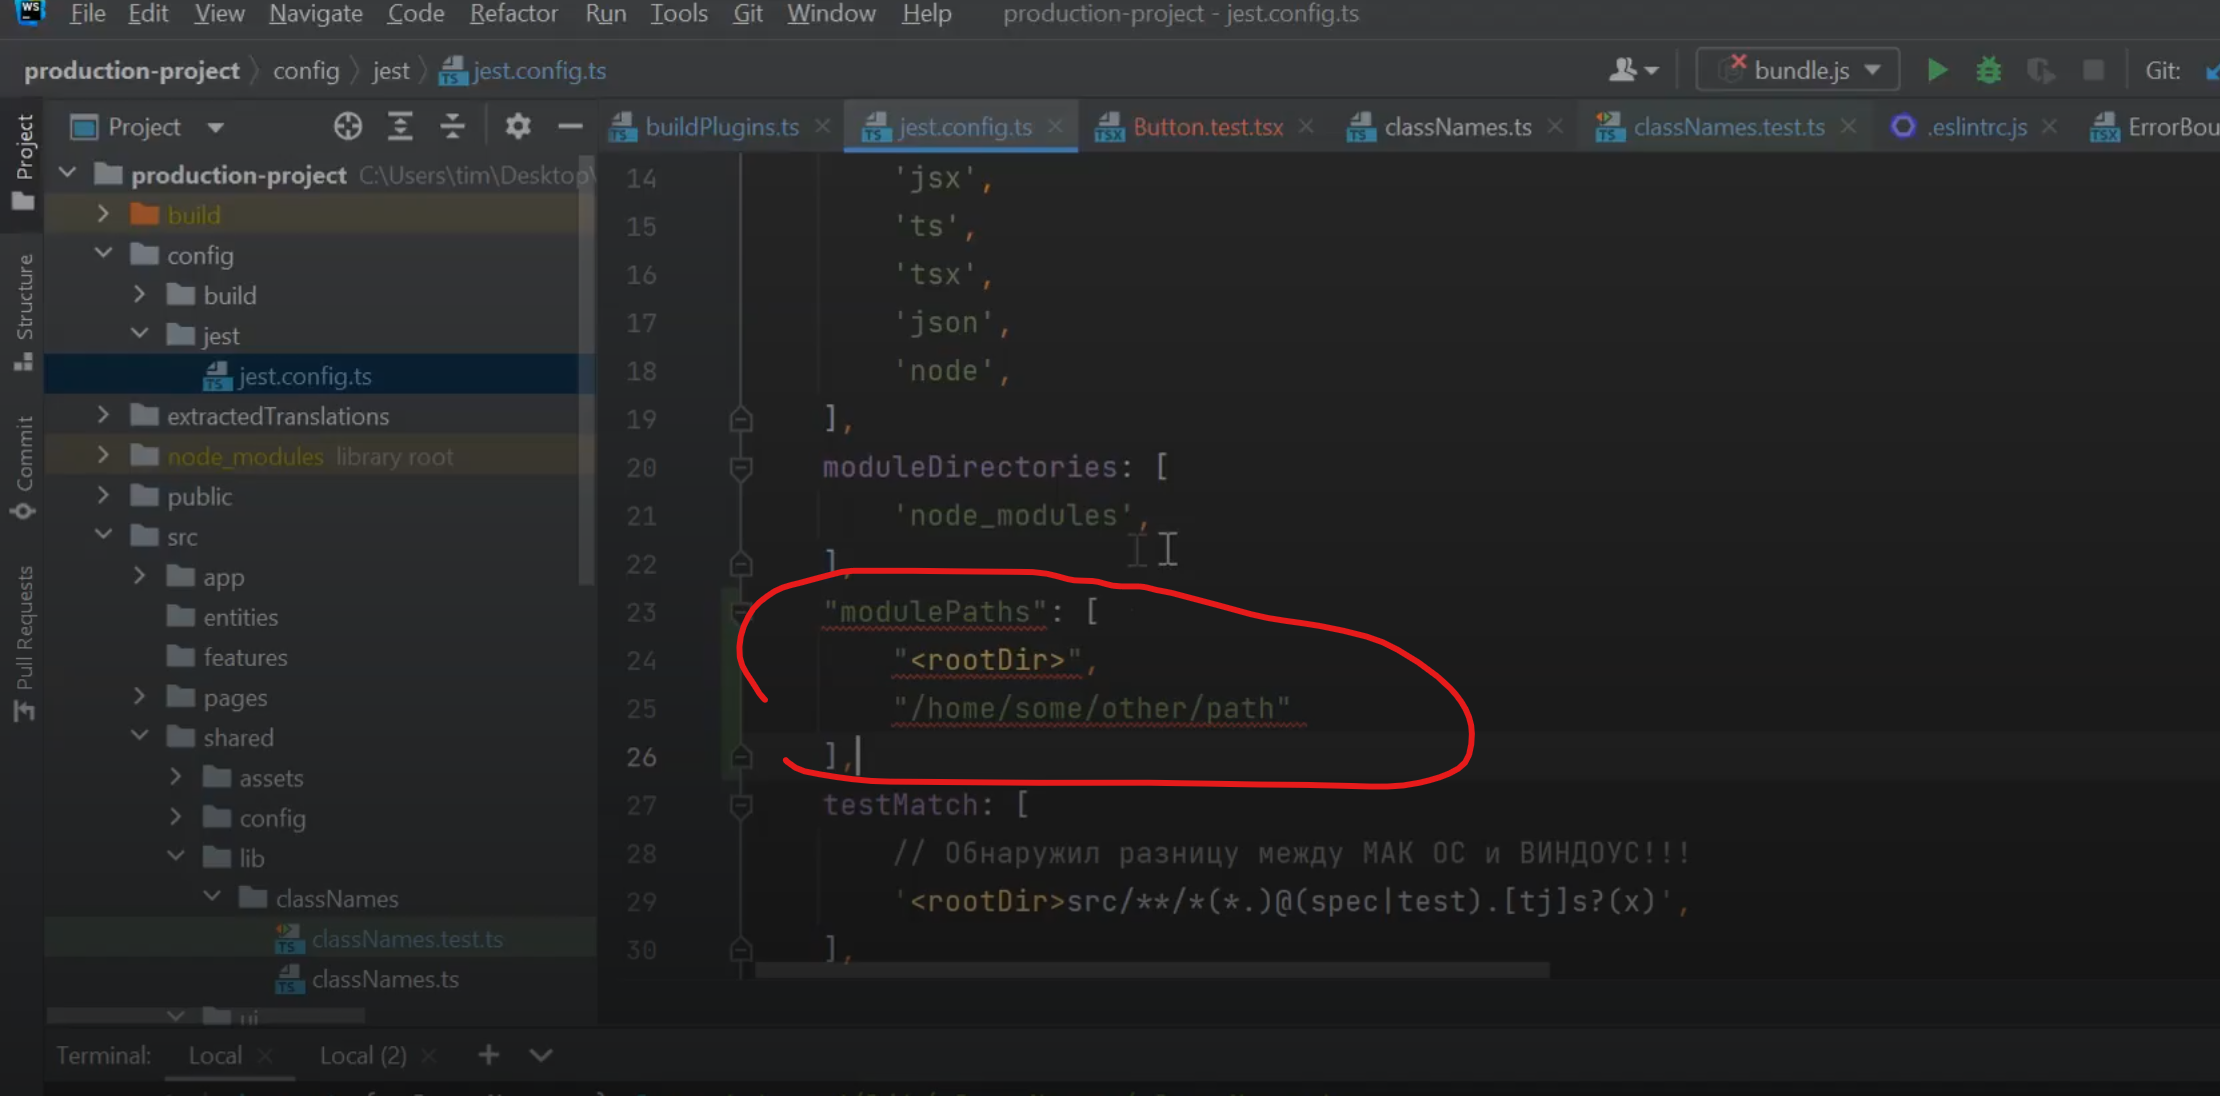 WS File Edit View Navigate Code Refactor Run Tools Git Window Help production-project - jest.config.ts
production-project config jest jest.config.ts bundle.js Git:
Project buildPlugins.ts jest.config.ts Button.test.tsx classNames.ts classNames.test.ts .eslintrc.js ErrorBou
Project
Structure
Commit
Pull Requests
production-project C:\Users\tim\Desktop\
build
config
build
jest
jest.config.ts
extractedTranslations
node_modules library root
public
src
app
entities
features
pages
shared
assets
config
lib
classNames
classNames.test.ts
classNames.ts
ui
14 'jsx',
15 'ts',
16 'tsx',
17 'json',
18 'node',
19 ],
20 moduleDirectories: [
21 'node_modules',
22 ],
23 "modulePaths": [
24 "<rootDir>",
25 "/home/some/other/path"
26 ],
27 testMatch: [
28 // Обнаружил разницу между МАК ОС и ВИНДОУС!!!
29 '<rootDir>src/**/*(*.)@(spec|test).[tj]s?(x)',
30 ],
Terminal: Local Local (2)